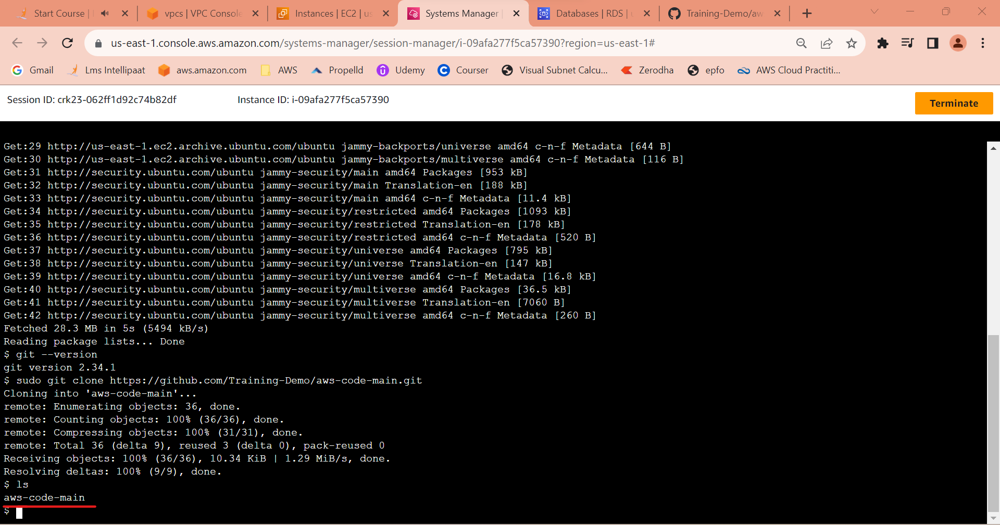 Start Course |
vpcs | VPC Console
Instances | EC2 | us
Systems Manager
Databases | RDS | u
Training-Demo/aw
us-east-1.console.aws.amazon.com/systems-manager/session-manager/i-09afa277f5ca57390?region=us-east-1#
Gmail
Lms Intellipaat
aws.amazon.com
AWS
Propelld
Udemy
Courser
Visual Subnet Calcu...
Zerodha
epfo
AWS Cloud Practiti...
Session ID: crk23-062ff1d92c74b82df
Instance ID: i-09afa277f5ca57390
Terminate
Get:29 http://us-east-1.ec2.archive.ubuntu.com/ubuntu jammy-backports/universe amd64 c-n-f Metadata [644 B]
Get:30 http://us-east-1.ec2.archive.ubuntu.com/ubuntu jammy-backports/multiverse amd64 c-n-f Metadata [116 B]
Get:31 http://security.ubuntu.com/ubuntu jammy-security/main amd64 Packages [953 kB]
Get:32 http://security.ubuntu.com/ubuntu jammy-security/main Translation-en [188 kB]
Get:33 http://security.ubuntu.com/ubuntu jammy-security/main amd64 c-n-f Metadata [11.4 kB]
Get:34 http://security.ubuntu.com/ubuntu jammy-security/restricted amd64 Packages [1093 kB]
Get:35 http://security.ubuntu.com/ubuntu jammy-security/restricted Translation-en [178 kB]
Get:36 http://security.ubuntu.com/ubuntu jammy-security/restricted amd64 c-n-f Metadata [520 B]
Get:37 http://security.ubuntu.com/ubuntu jammy-security/universe amd64 Packages [795 kB]
Get:38 http://security.ubuntu.com/ubuntu jammy-security/universe Translation-en [147 kB]
Get:39 http://security.ubuntu.com/ubuntu jammy-security/universe amd64 c-n-f Metadata [16.8 kB]
Get:40 http://security.ubuntu.com/ubuntu jammy-security/multiverse amd64 Packages [36.5 kB]
Get:41 http://security.ubuntu.com/ubuntu jammy-security/multiverse Translation-en [7060 B]
Get:42 http://security.ubuntu.com/ubuntu jammy-security/multiverse amd64 c-n-f Metadata [260 B]
Fetched 28.3 MB in 5s (5494 kB/s)
Reading package lists... Done
$ git --version
git version 2.34.1
$ sudo git clone https://github.com/Training-Demo/aws-code-main.git
Cloning into 'aws-code-main'...
remote: Enumerating objects: 36, done.
remote: Counting objects: 100% (36/36), done.
remote: Compressing objects: 100% (31/31), done.
remote: Total 36 (delta 9), reused 3 (delta 0), pack-reused 0
Receiving objects: 100% (36/36), 10.34 KiB | 1.29 MiB/s, done.
Resolving deltas: 100% (9/9), done.
$ ls
aws-code-main
$